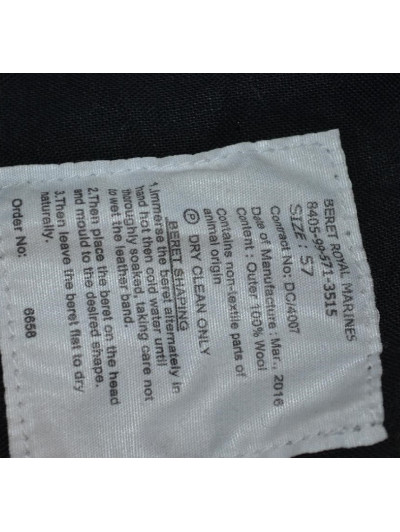 BERET ROYAL MARINES
8405-99-571-3515
SIZE : 57
Contract No: DC/4007
Date of Manufacture : Mar., 2016
Content : Outer 100% Wool
Contains non-textile parts of
animal origin
Ⓟ DRY CLEAN ONLY
BERET SHAPING
1.Immerse the beret alternately in
hand hot then cold water until
thoroughly soaked, taking care not
to wet the leather band.
2.Then place the beret on the head
and mould to the desired shape.
3.Then leave the beret flat to dry
naturally.
Order No: 6658